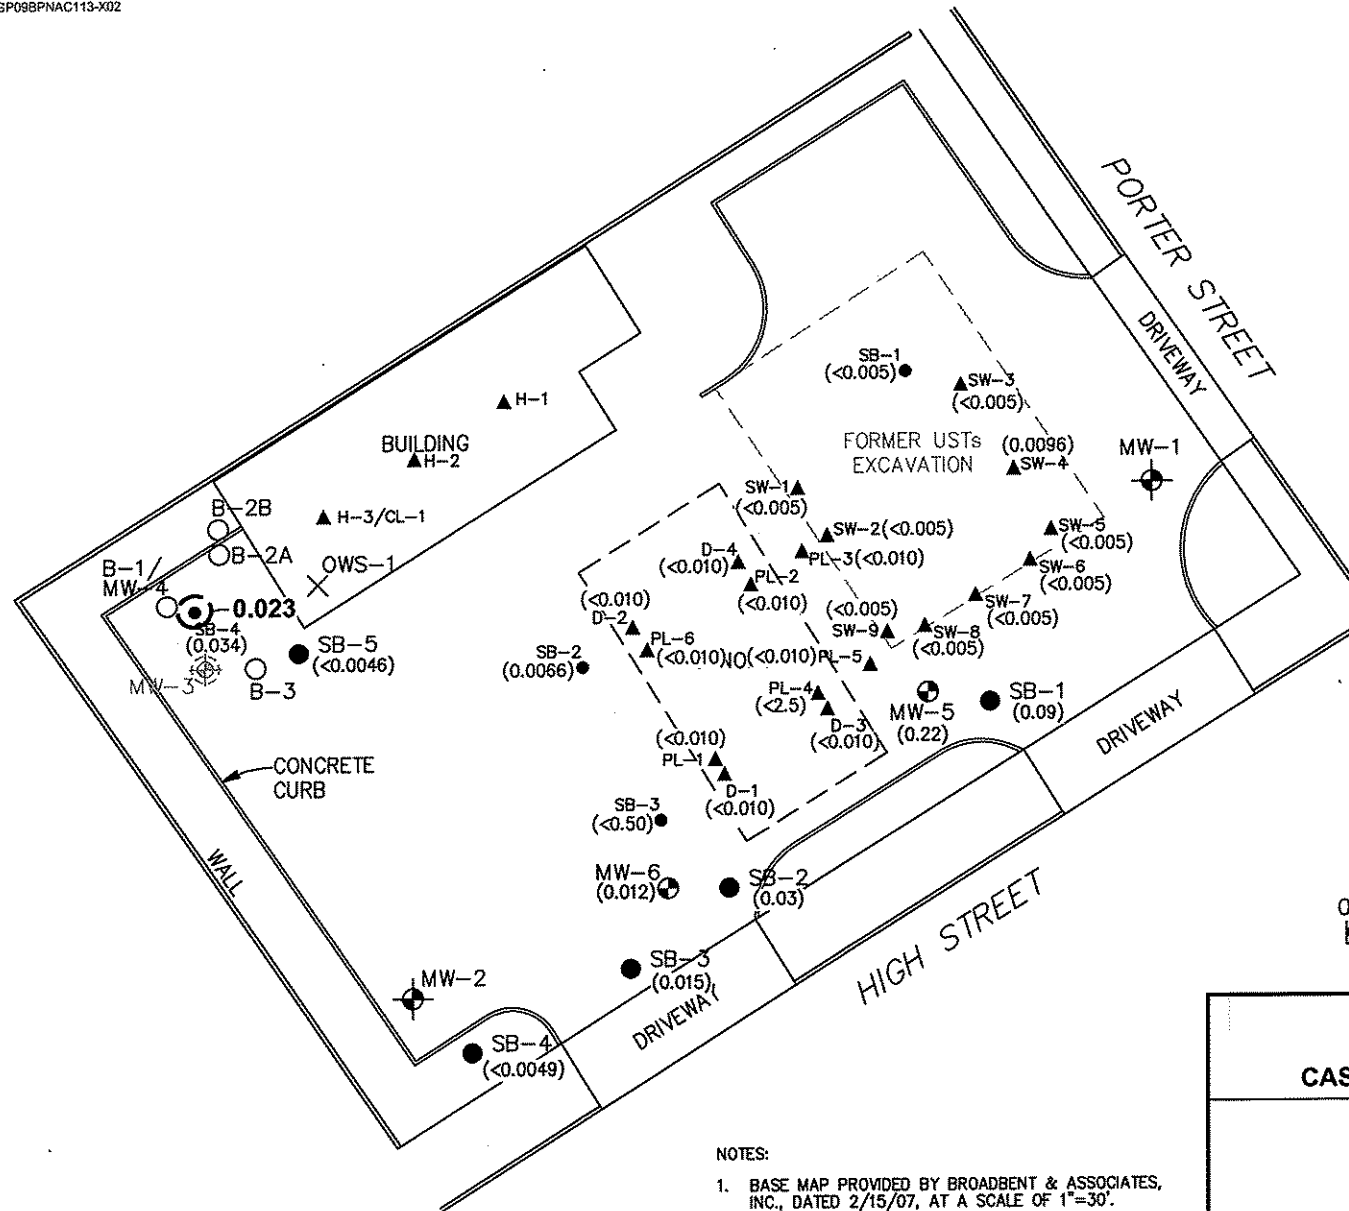 GP09BPNAC113-X02
PORTER STREET
DRIVEWAY
SB-1
(<0.005)
SW-3
(<0.005)
H-1
BUILDING
H-2
FORMER USTs
EXCAVATION
(0.0096)
SW-4
MW-1
SW-1
(<0.005)
B-2B
H-3/CL-1
SW-2(<0.005)
SW-5
(<0.005)
B-2A
D-4
(<0.010)
PL-3(<0.010)
SW-6
(<0.005)
B-1/
MW-4
OWS-1
PL-2
(<0.010)
(<0.010)
D-2
(<0.005)
SW-9
SW-7
(<0.005)
0.023
SB-4
(0.034)
SW-8
(<0.005)
SB-5
(<0.0046)
PL-6
(<0.010)
(<0.010)
PL-5
SB-2
(0.0066)
MW-3
B-3
PL-4
(<2.5)
SB-1
(0.09)
MW-5
(0.22)
D-3
(<0.010)
DRIVEWAY
(<0.010)
PL-1
CONCRETE
CURB
D-1
(<0.010)
SB-3
(<0.50)
WALL
MW-6
(0.012)
SB-2
(0.03)
HIGH STREET
SB-3
(0.015)
MW-2
DRIVEWAY
SB-4
(<0.0049)
0
CAS
NOTES:
1. BASE MAP PROVIDED BY BROADBENT & ASSOCIATES,
INC., DATED 2/15/07, AT A SCALE OF 1"=30'.